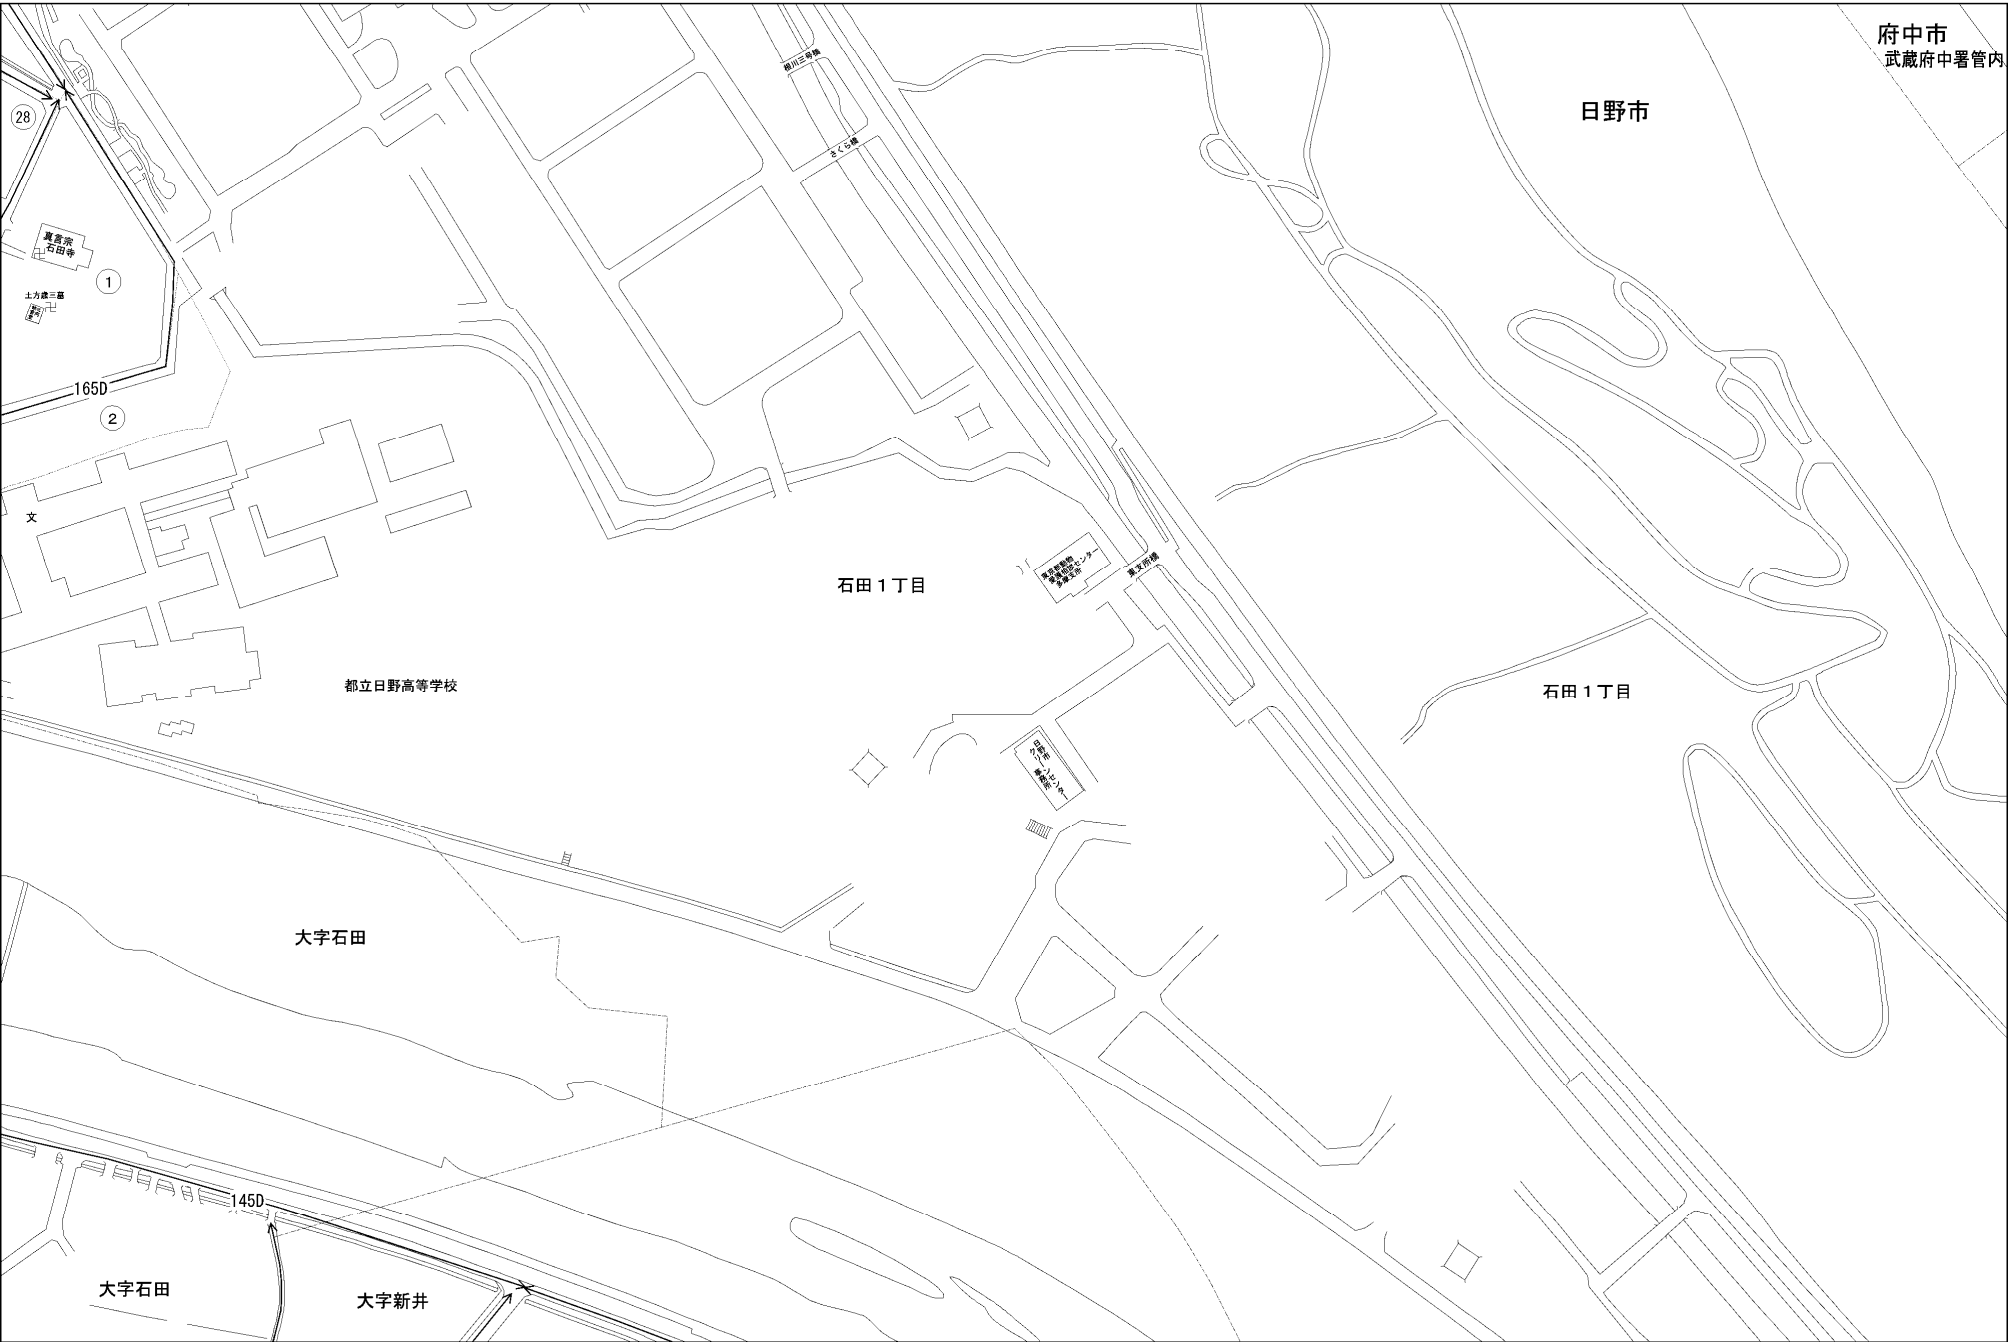 府中市
武蔵府中署管内
根川三号橋
日野市
28
さくら橋
真言宗
石田寺
1
土方歳三墓
165D
2
文
東京都動物
愛護相談センター
多摩支所
東支所橋
石田1丁目
都立日野高等学校
石田1丁目
日野市
クリーンセンター
事務所
大字石田
145D
大字石田
大字新井